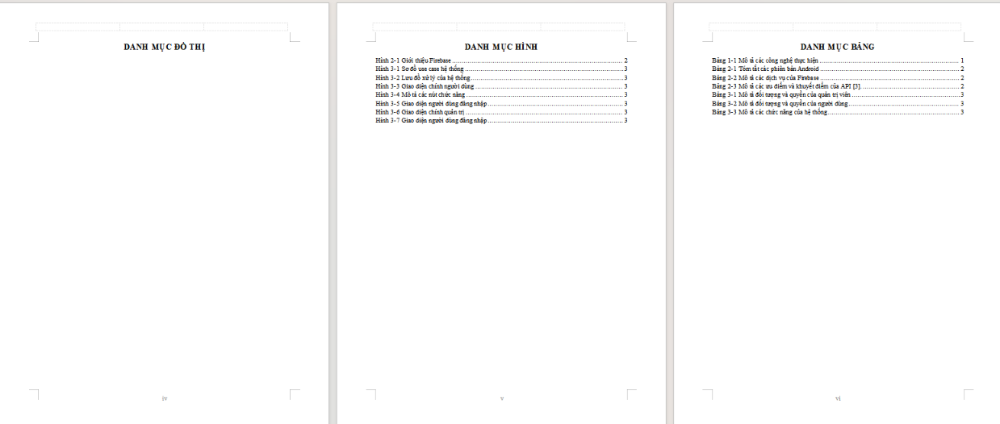 DANH MỤC ĐỒ THỊ
iv
DANH MỤC HÌNH
Hình 2-1 Giới thiệu Firebase ... 2
Hình 3-1 Sơ đồ use case hệ thống ... 3
Hình 3-2 Lưu đồ xử lý của hệ thống ... 3
Hình 3-3 Giao diện chính người dùng ... 3
Hình 3-4 Mô tả các nút chức năng ... 3
Hình 3-5 Giao diện người dùng đăng nhập ... 3
Hình 3-6 Giao diện chính quản trị ... 3
Hình 3-7 Giao diện người dùng đăng nhập ... 3
v
DANH MỤC BẢNG
Bảng 1-1 Mô tả các công nghệ thực hiện ... 1
Bảng 2-1 Tóm tắt các phiên bản Android ... 2
Bảng 2-2 Mô tả các dịch vụ của Firebase ... 2
Bảng 2-3 Mô tả các ưu điểm và khuyết điểm của API [3]. ... 2
Bảng 3-1 Mô tả đối tượng và quyền của quản trị viên ... 3
Bảng 3-2 Mô tả đối tượng và quyền của người dùng ... 3
Bảng 3-3 Mô tả các chức năng của hệ thống ... 3
vi